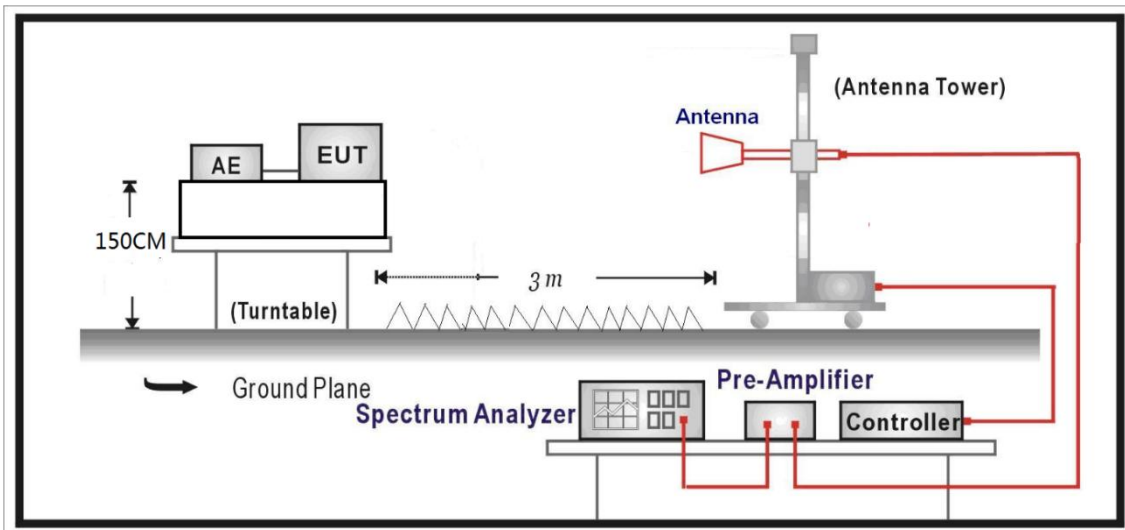 (Antenna Tower)
Antenna
AE
EUT
150CM
3 m
(Turntable)
Ground Plane
Pre-Amplifier
Spectrum Analyzer
Controller